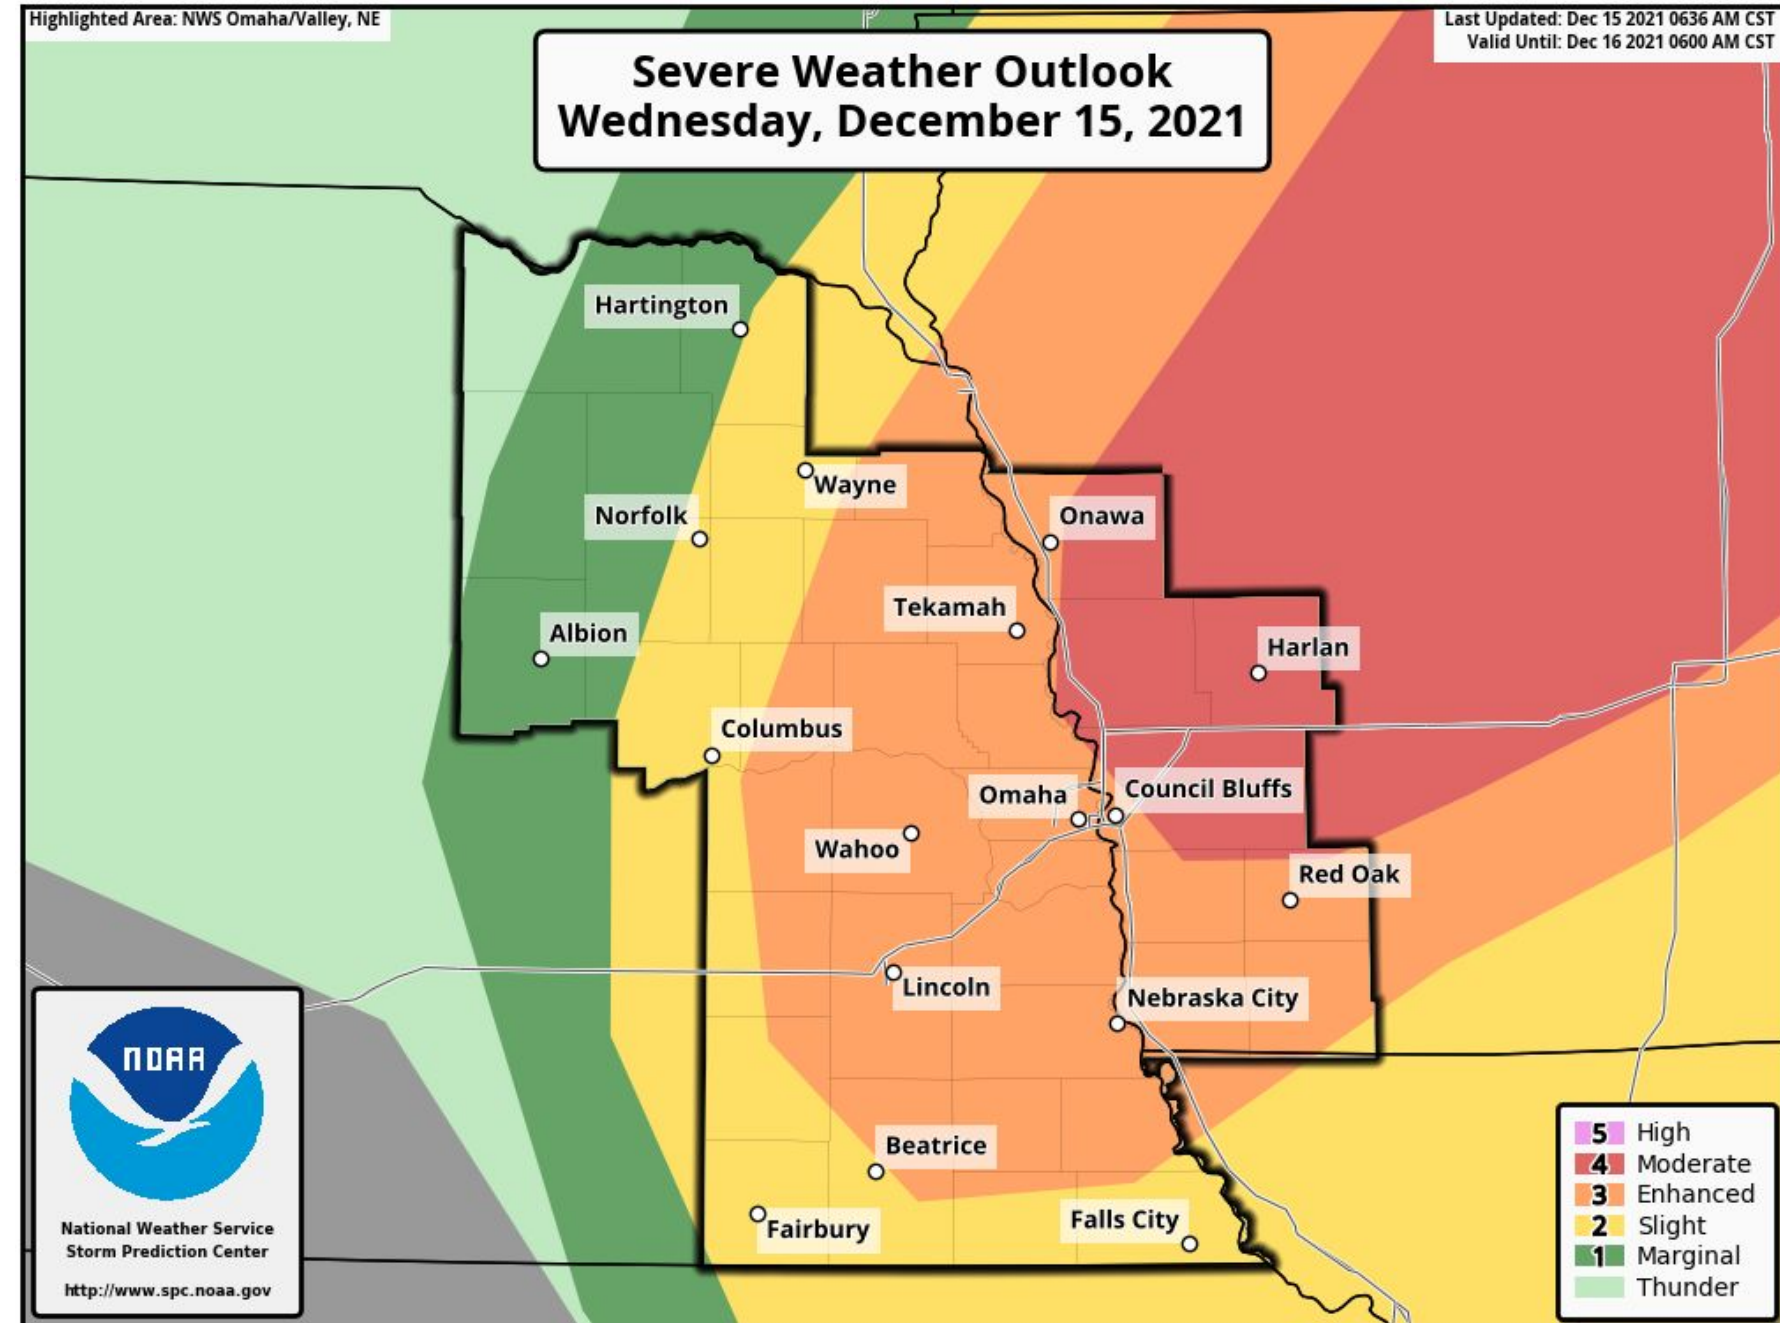 Highlighted Area: NWS Omaha/Valley, NE
Last Updated: Dec 15 2021 0636 AM CST
Valid Until: Dec 16 2021 0600 AM CST
Severe Weather Outlook
Wednesday, December 15, 2021
Hartington
Wayne
Norfolk
Onawa
Tekamah
Albion
Harlan
Columbus
Council Bluffs
Omaha
Wahoo
Red Oak
Lincoln
Nebraska City
Beatrice
Fairbury
Falls City
NOAA
National Weather Service
Storm Prediction Center
http://www.spc.noaa.gov
5 High
4 Moderate
3 Enhanced
2 Slight
1 Marginal
Thunder